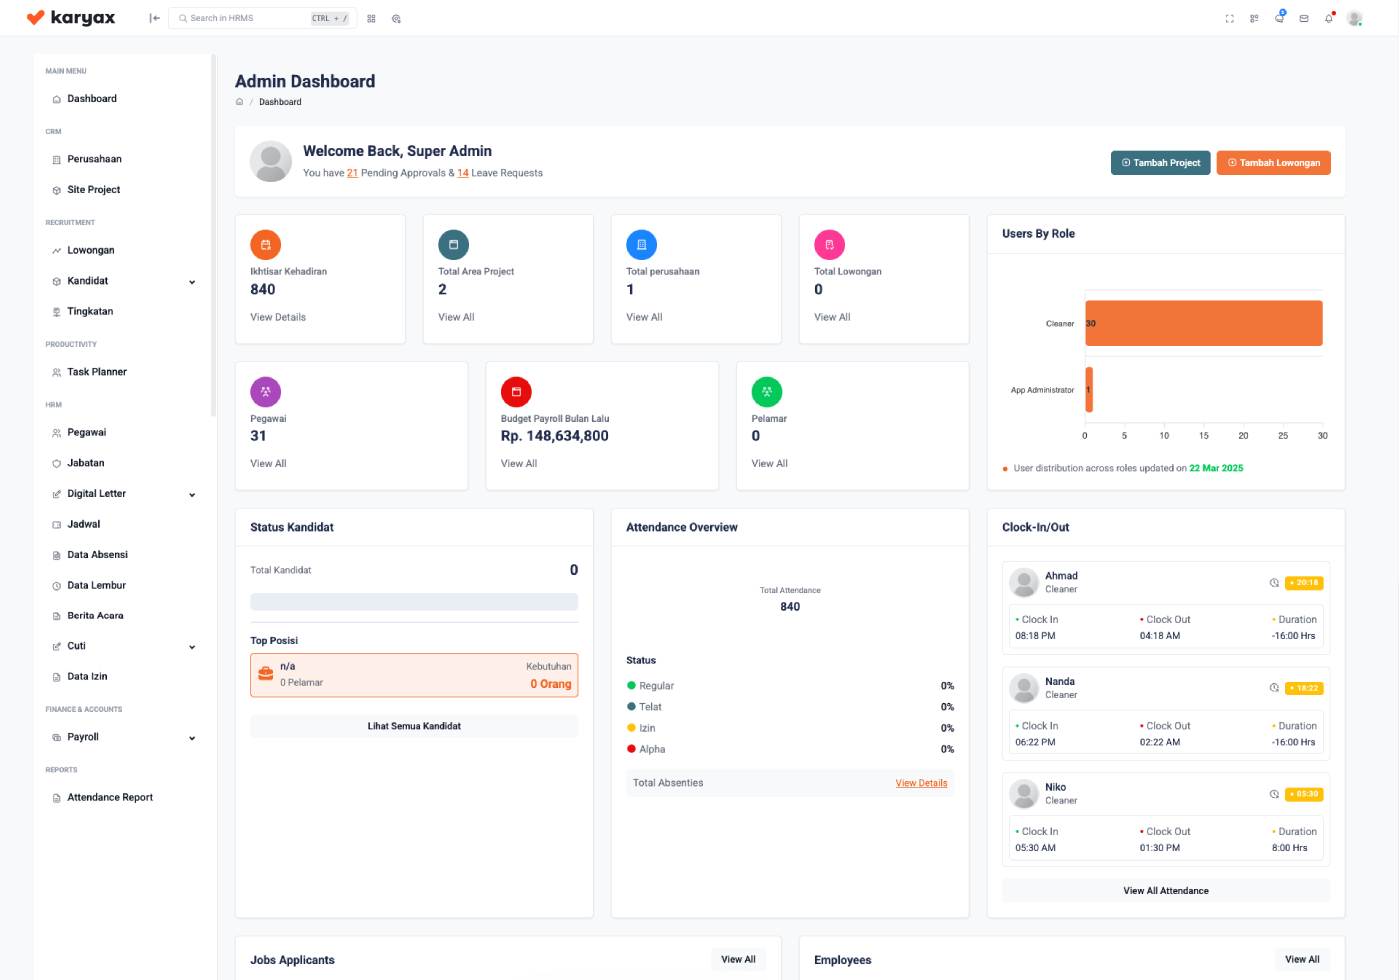 karyax
Search in HRMS
CTRL + /
5
MAIN MENU
Dashboard
CRM
Perusahaan
Site Project
RECRUITMENT
Lowongan
Kandidat
Tingkatan
PRODUCTIVITY
Task Planner
HRM
Pegawai
Jabatan
Digital Letter
Jadwal
Data Absensi
Data Lembur
Berita Acara
Cuti
Data Izin
FINANCE & ACCOUNTS
Payroll
REPORTS
Attendance Report
Admin Dashboard
/ Dashboard
Welcome Back, Super Admin
You have 21 Pending Approvals & 14 Leave Requests
Tambah Project
Tambah Lowongan
Ikhtisar Kehadiran
840
View Details
Total Area Project
2
View All
Total perusahaan
1
View All
Total Lowongan
0
View All
Pegawai
31
View All
Budget Payroll Bulan Lalu
Rp. 148,634,800
View All
Pelamar
0
View All
Users By Role
Cleaner
30
App Administrator
1
0 5 10 15 20 25 30
User distribution across roles updated on 22 Mar 2025
Status Kandidat
Total Kandidat 0
Top Posisi
n/a Kebutuhan
0 Pelamar 0 Orang
Lihat Semua Kandidat
Attendance Overview
Total Attendance
840
Status
Regular 0%
Telat 0%
Izin 0%
Alpha 0%
Total Absenties View Details
Clock-In/Out
Ahmad
Cleaner
20:18
Clock In Clock Out Duration
08:18 PM 04:18 AM -16:00 Hrs
Nanda
Cleaner
18:22
Clock In Clock Out Duration
06:22 PM 02:22 AM -16:00 Hrs
Niko
Cleaner
05:30
Clock In Clock Out Duration
05:30 AM 01:30 PM 8:00 Hrs
View All Attendance
Jobs Applicants
View All
Employees
View All